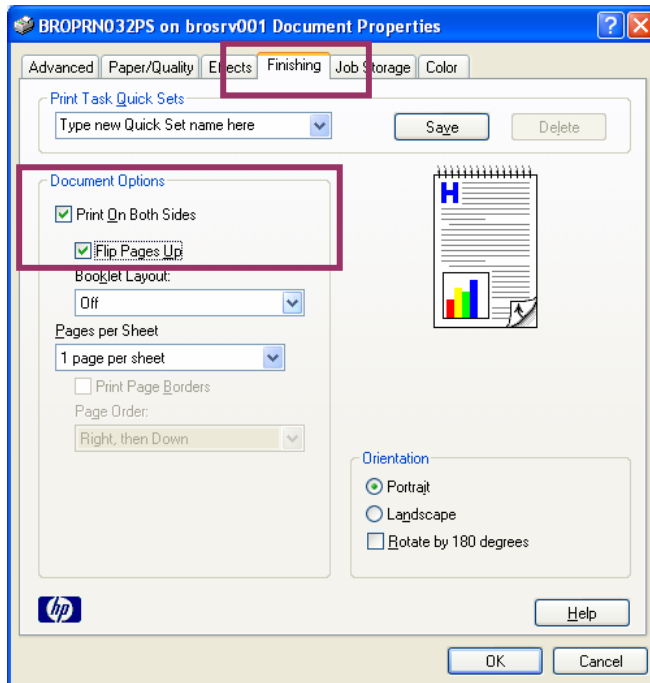 BROPRN032PS on brosrv001 Document Properties
Advanced Paper/Quality Effects Finishing Job Storage Color
Print Task Quick Sets
Type new Quick Set name here Save Delete
Document Options
Print On Both Sides
Flip Pages Up
Booklet Layout:
Off
Pages per Sheet
1 page per sheet
Print Page Borders
Page Order:
Right, then Down
H
Orientation
Portrait
Landscape
Rotate by 180 degrees
hp Help
OK Cancel